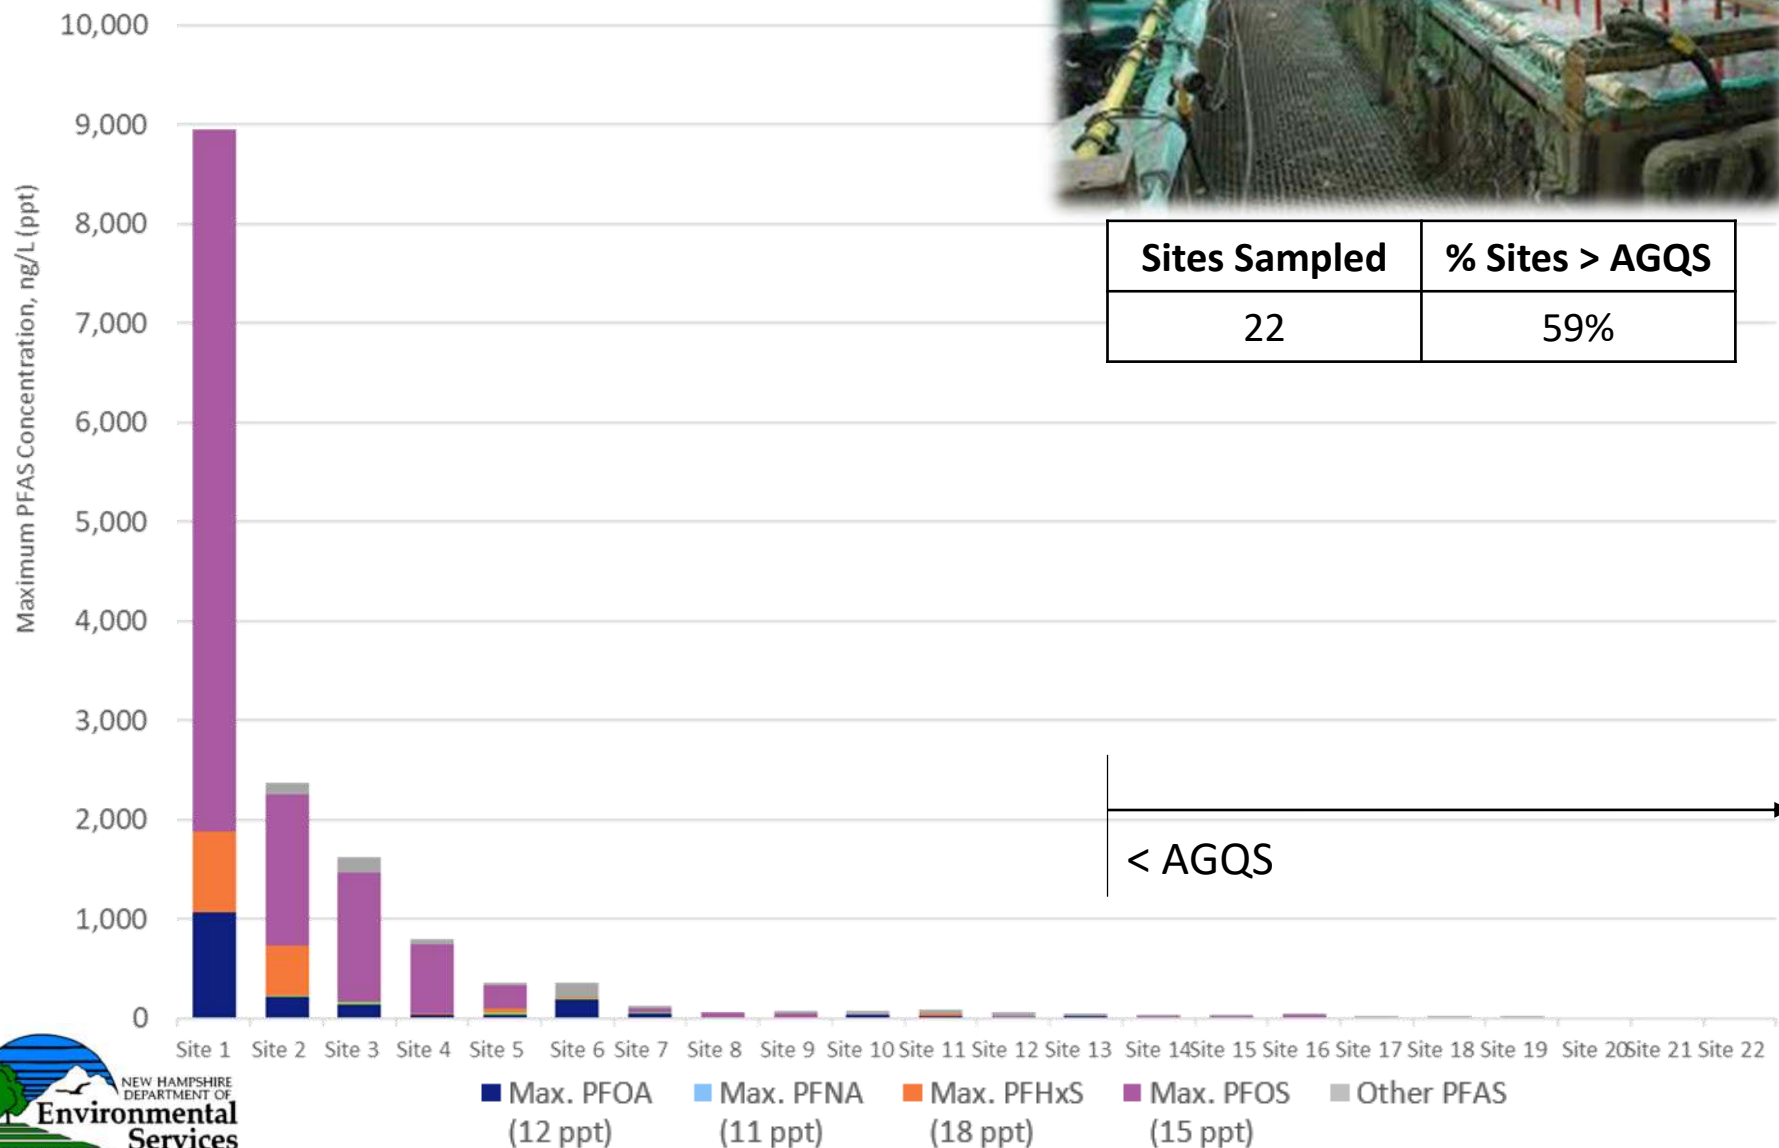 10,000
9,000
8,000
7,000
6,000
5,000
4,000
3,000
2,000
1,000
0
Maximum PFAS Concentration, ng/L (ppt)
Sites Sampled % Sites > AGQS
22 59%
< AGQS
Site 1 Site 2 Site 3 Site 4 Site 5 Site 6 Site 7 Site 8 Site 9 Site 10 Site 11 Site 12 Site 13 Site 14 Site 15 Site 16 Site 17 Site 18 Site 19 Site 20 Site 21 Site 22
Max. PFOA Max. PFNA Max. PFHxS Max. PFOS Other PFAS
(12 ppt) (11 ppt) (18 ppt) (15 ppt)
NEW HAMPSHIRE
DEPARTMENT OF
Environmental
Services